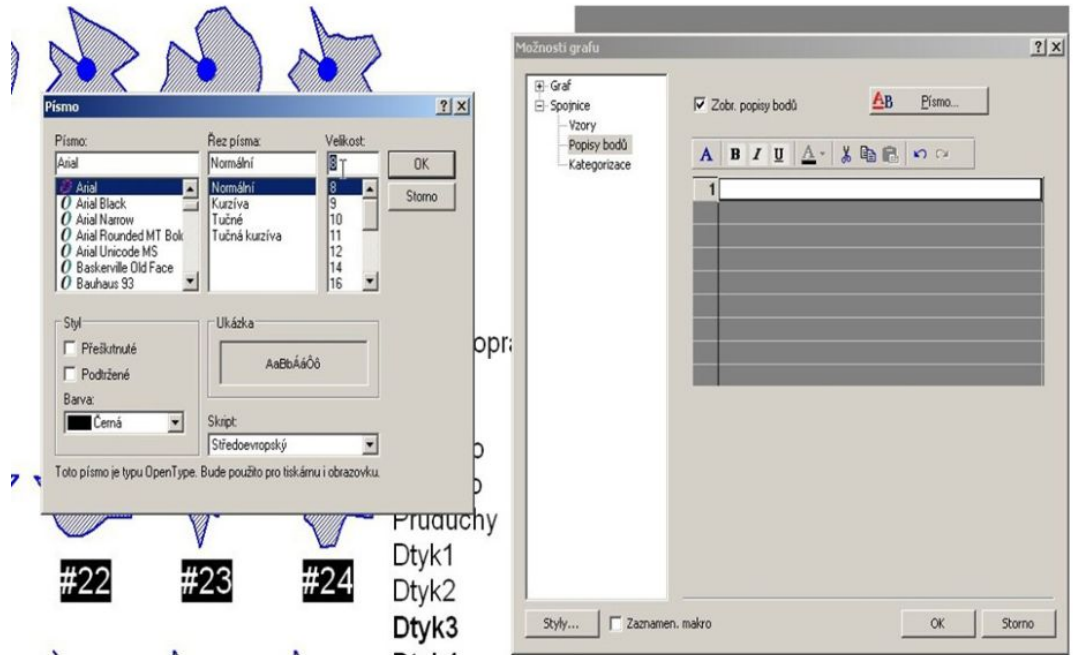 Písmo
Písmo:
Arial
Arial
Arial Black
Arial Narrow
Arial Rounded MT Bolc
Arial Unicode MS
Baskerville Old Face
Bauhaus 93
Řez písma:
Normální
Normální
Kurzíva
Tučné
Tučná kurzíva
Velikost:
8
8
9
10
11
12
14
16
OK
Storno
Styl
Přeškrtnuté
Podtržené
Barva:
Černá
Ukázka
AaBbÁáÔô
Skript:
Středoevropský
Toto písmo je typu OpenType. Bude použito pro tiskárnu i obrazovku.
#22
#23
#24
Průduchy
Dtyk1
Dtyk2
Dtyk3
Možnosti grafu
Graf
Spojnice
Vzory
Popisy bodů
Kategorizace
Zobr. popisy bodů
AB Písmo...
A B I U A
1
Styly...
Zaznamen. makro
OK
Storno